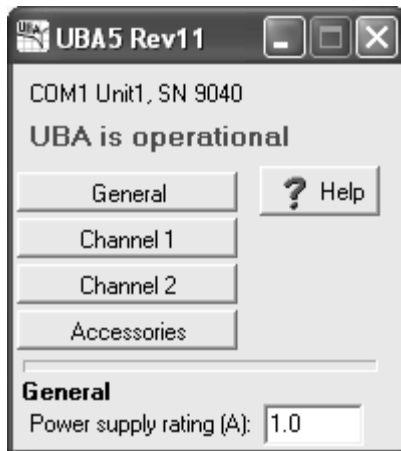 UBA5 Rev11
COM1 Unit1, SN 9040
UBA is operational
General
? Help
Channel 1
Channel 2
Accessories
General
Power supply rating (A): 1.0